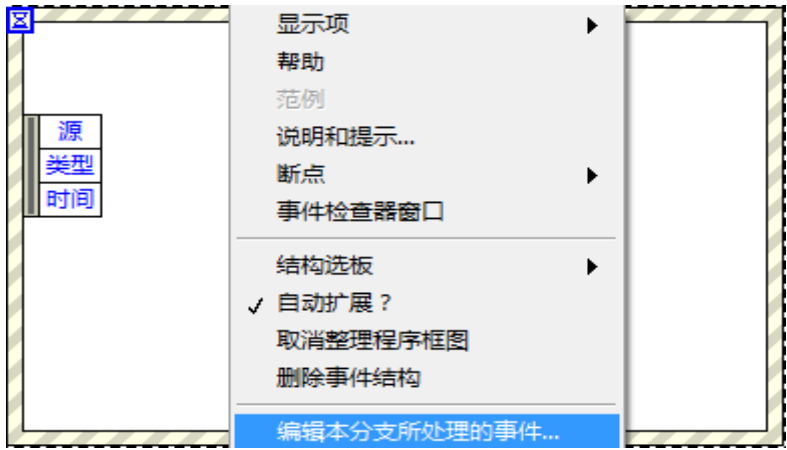 显示项
帮助
范例
说明和提示...
断点
事件检查器窗口
结构选板
自动扩展?
取消整理程序框图
删除事件结构
编辑本分支所处理的事件...
源
类型
时间